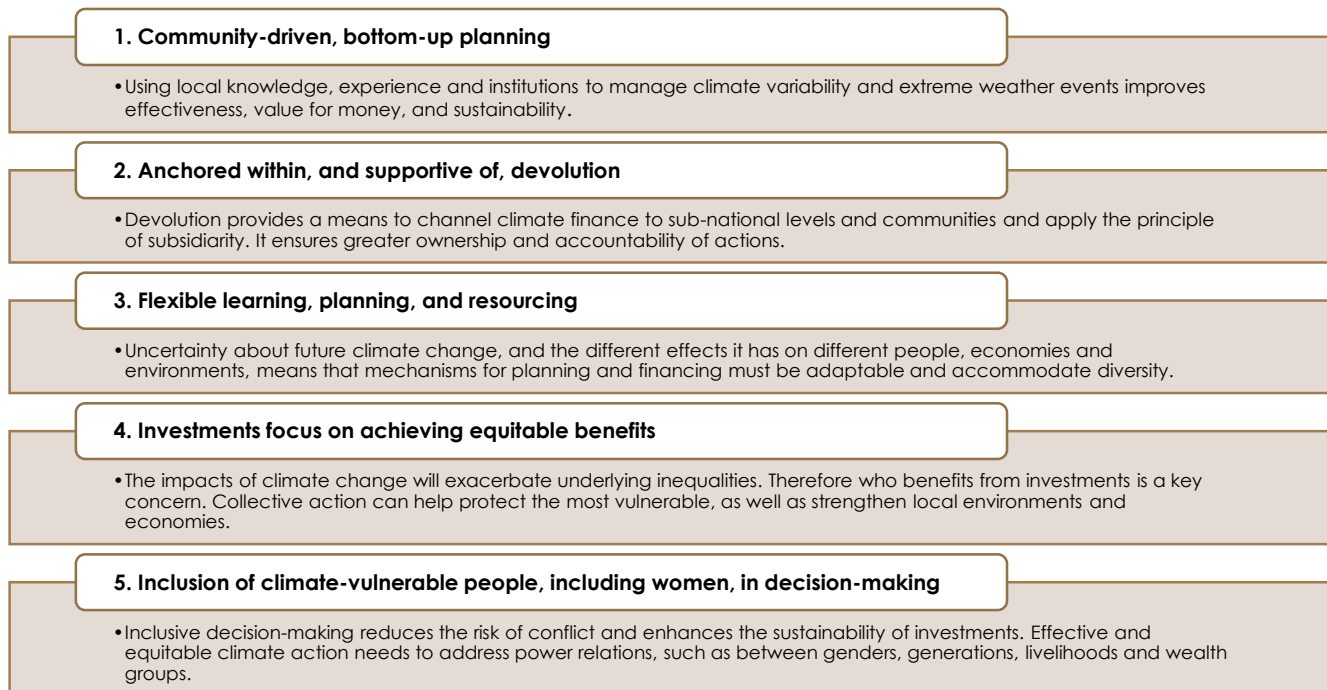 1. Community-driven, bottom-up planning
•Using local knowledge, experience and institutions to manage climate variability and extreme weather events improves
effectiveness, value for money, and sustainability.
2. Anchored within, and supportive of, devolution
•Devolution provides a means to channel climate finance to sub-national levels and communities and apply the principle
of subsidiarity. It ensures greater ownership and accountability of actions.
3. Flexible learning, planning, and resourcing
•Uncertainty about future climate change, and the different effects it has on different people, economies and
environments, means that mechanisms for planning and financing must be adaptable and accommodate diversity.
4. Investments focus on achieving equitable benefits
•The impacts of climate change will exacerbate underlying inequalities. Therefore who benefits from investments is a key
concern. Collective action can help protect the most vulnerable, as well as strengthen local environments and
economies.
5. Inclusion of climate-vulnerable people, including women, in decision-making
•Inclusive decision-making reduces the risk of conflict and enhances the sustainability of investments. Effective and
equitable climate action needs to address power relations, such as between genders, generations, livelihoods and wealth
groups.